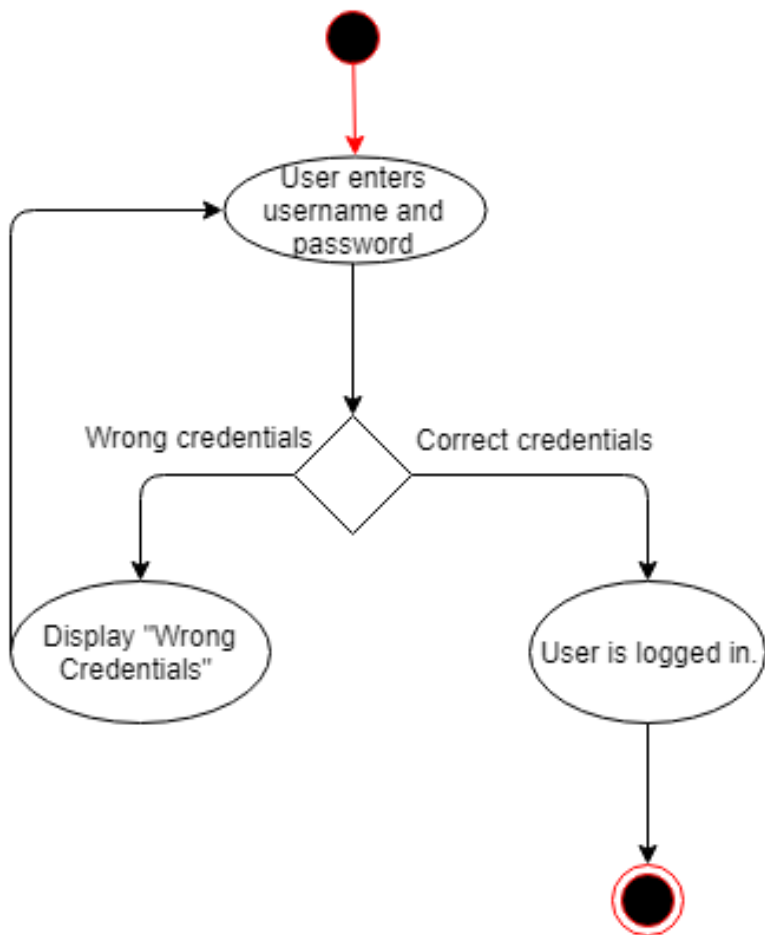 User enters
username and
password
Wrong credentials
Correct credentials
Display "Wrong
Credentials"
User is logged in.